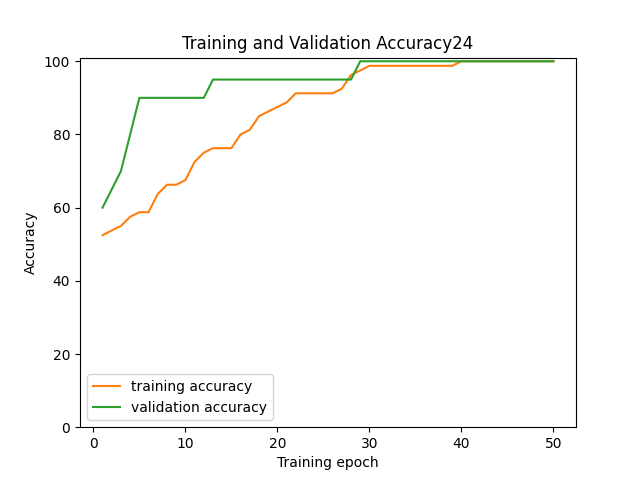 Training and Validation Accuracy24
100
80
60
40
20
0
Accuracy
training accuracy
validation accuracy
0 10 20 30 40 50
Training epoch